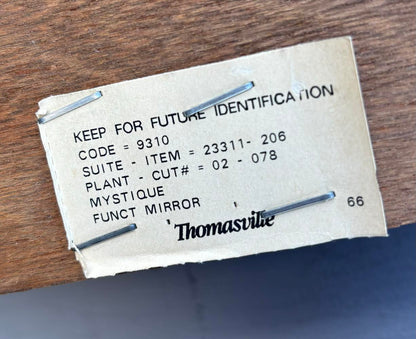 KEEP FOR FUTURE IDENTIFICATION
CODE = 9310
SUITE - ITEM = 23311- 206
PLANT - CUT# = 02 - 078
MYSTIQUE
FUNCT MIRROR
Thomasville
66